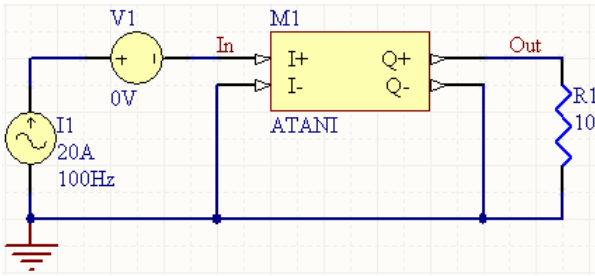 V1
M1
In
I+
Q+
Out
+
-
I-
Q-
0V
R1
I1
ATANI
10
20A
100Hz